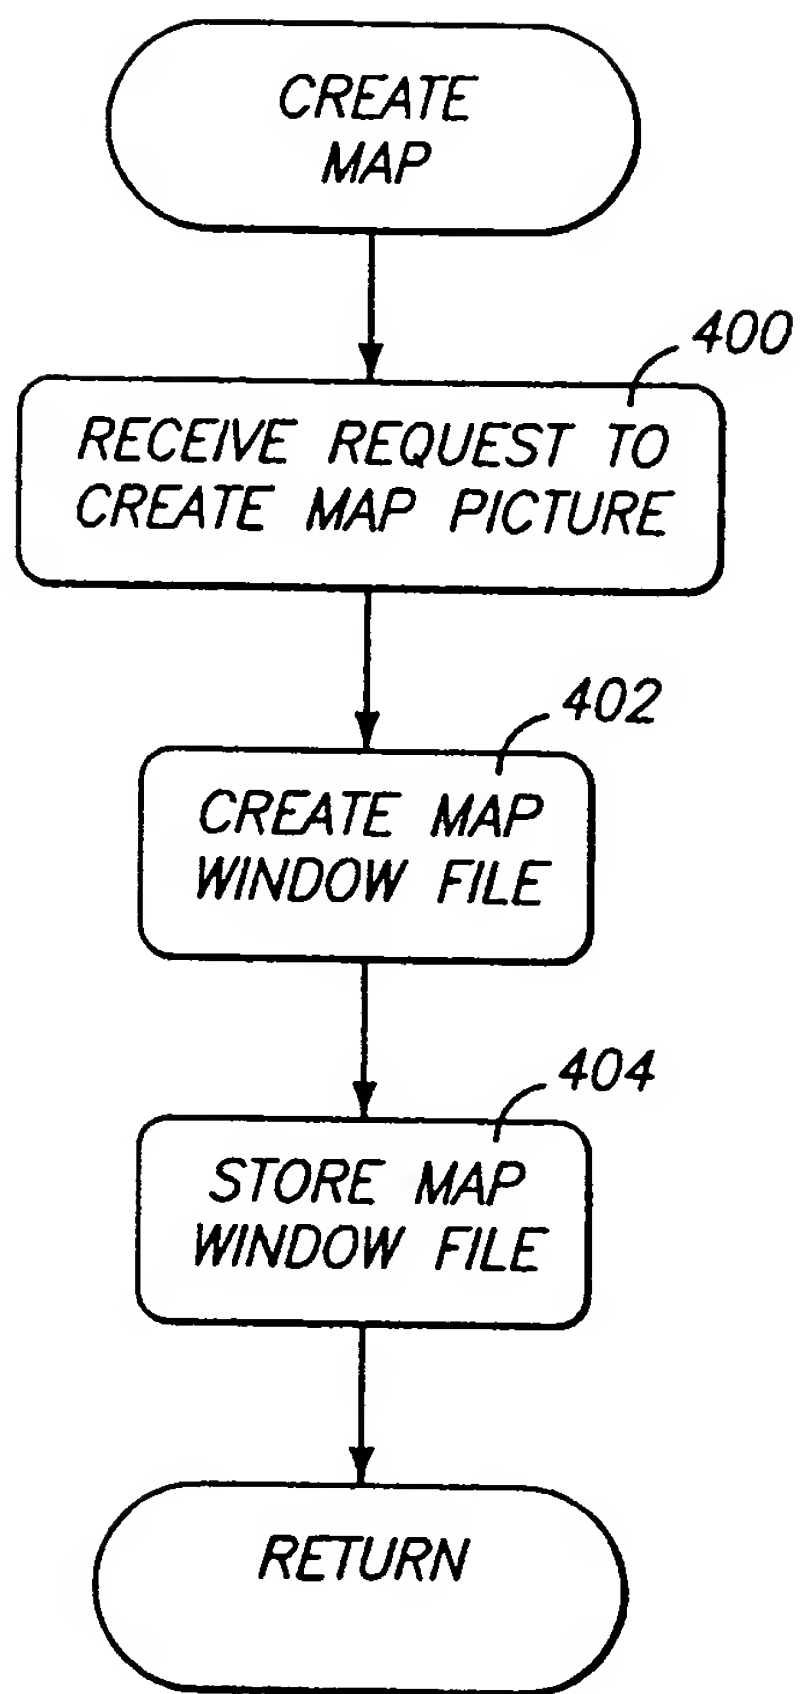 CREATE
MAP
400
RECEIVE REQUEST TO
CREATE MAP PICTURE
402
CREATE MAP
WINDOW FILE
404
STORE MAP
WINDOW FILE
RETURN